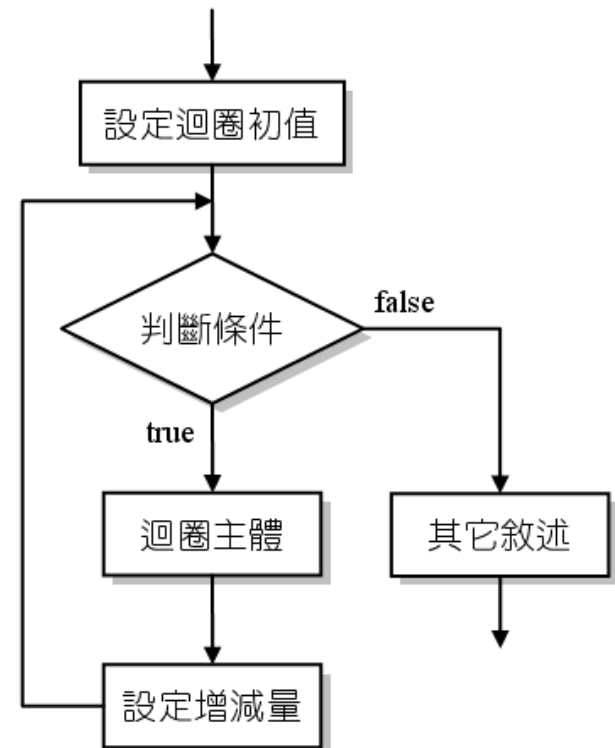 設定迴圈初值
判斷條件
false
true
迴圈主體
其它敘述
設定增減量